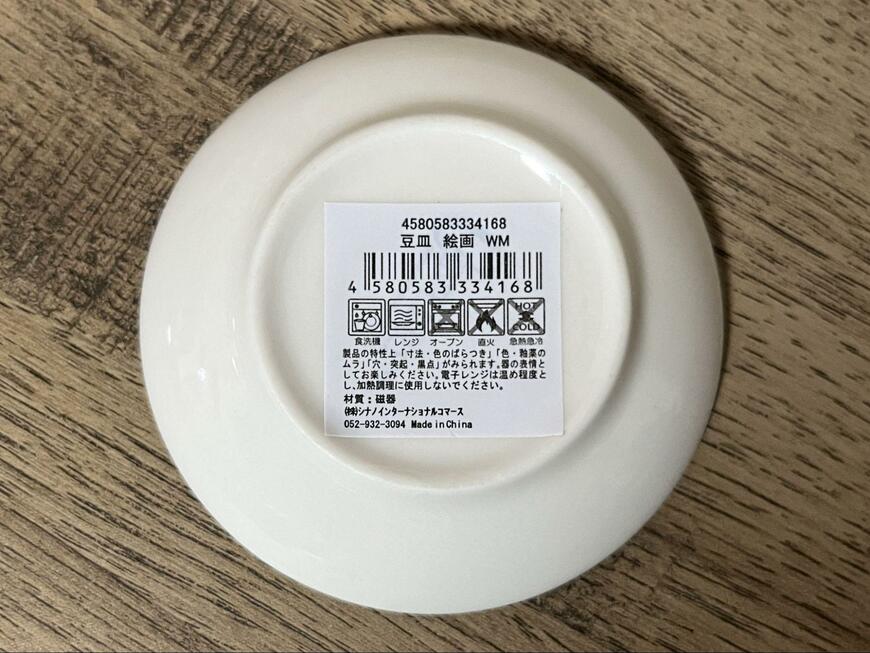 4580583334168
豆皿 絵画 WM
4 580583 334168
HOT COLD
食洗機 レンジ オーブン 直火 急熱急冷
製品の特性上「寸法・色のばらつき」「色・釉薬の
ムラ」「穴・突起・黒点」がみられます。器の表情と
してお楽しみください。電子レンジは温め程度と
し、加熱調理に使用しないでください。
材質：磁器
㈱シナノインターナショナルコマース
052-932-3094 Made in China